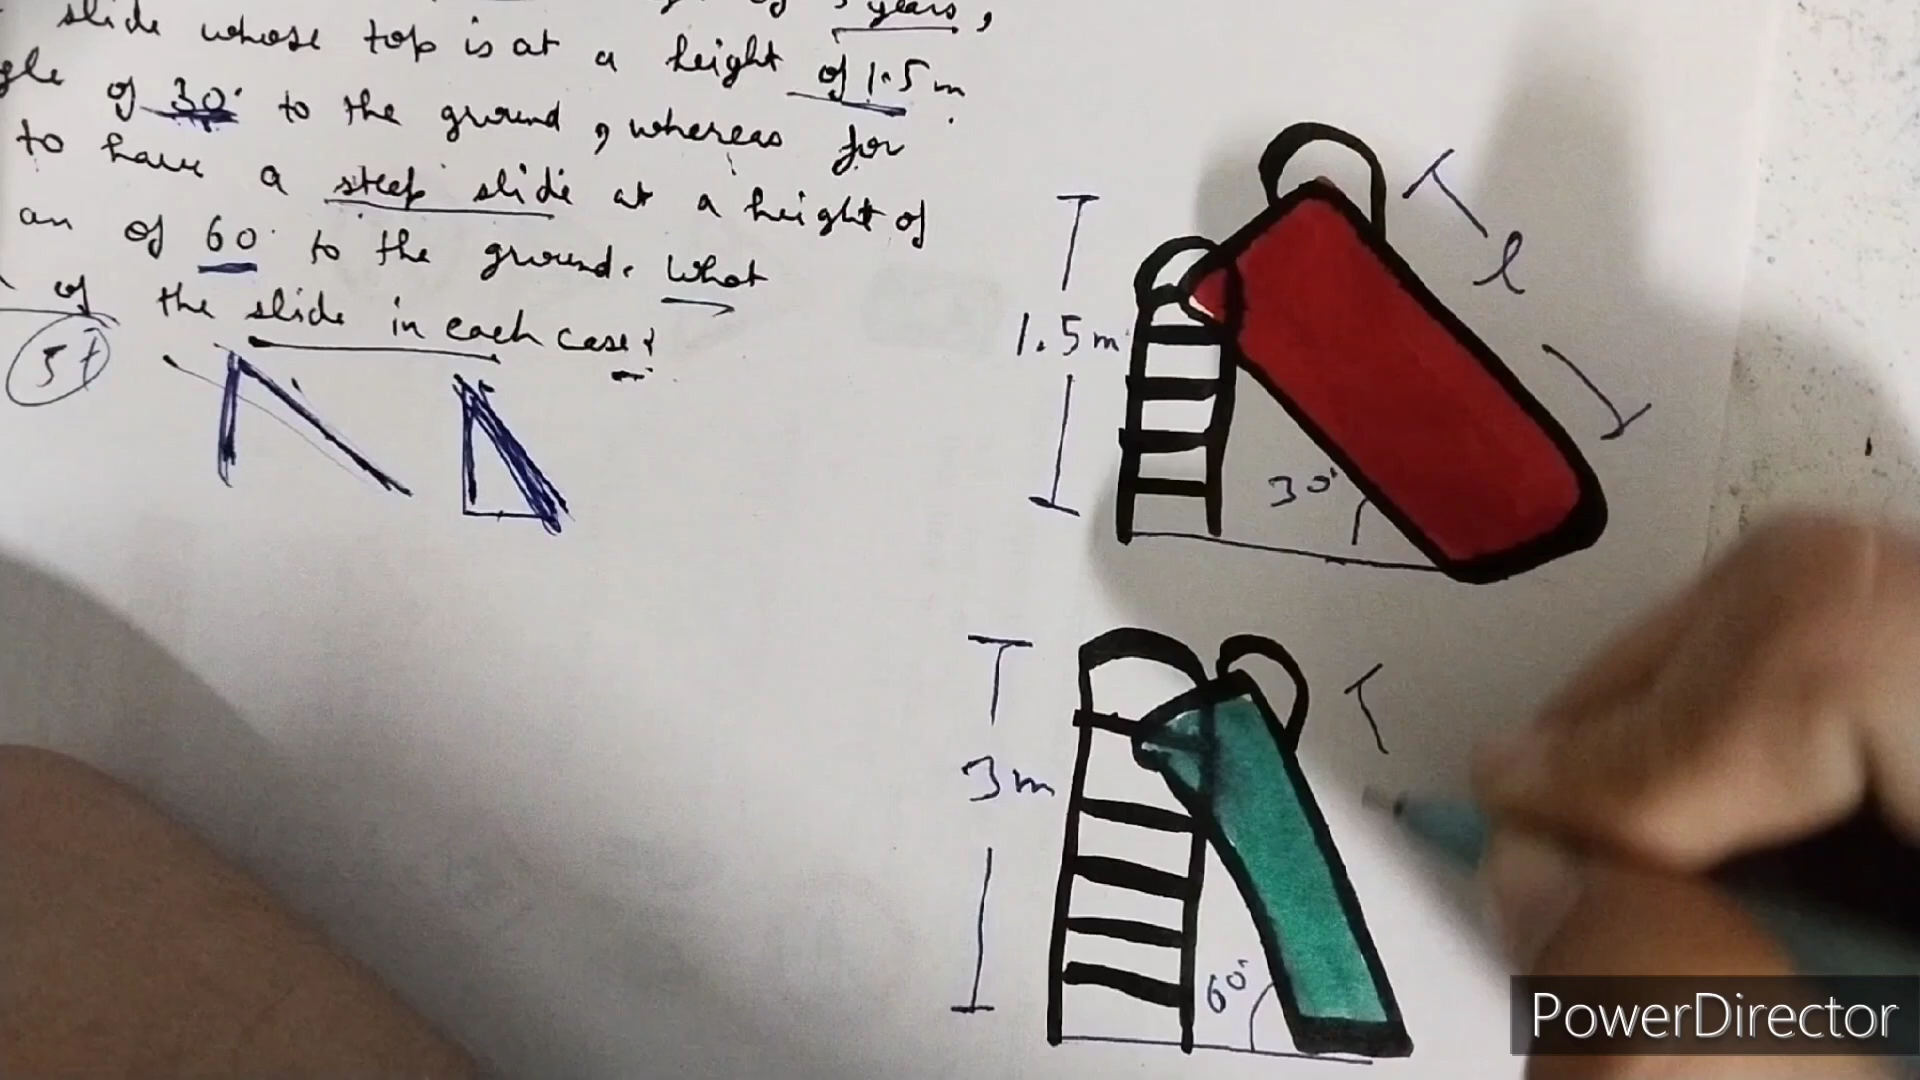 years,
slide whose top is at a height of 1.5m
of 30° to the ground, whereas for
to have a steep slide at a height of
an of 60° to the ground. What
of the slide in each case?
1.5m
l
30°
3m
60°
PowerDirector